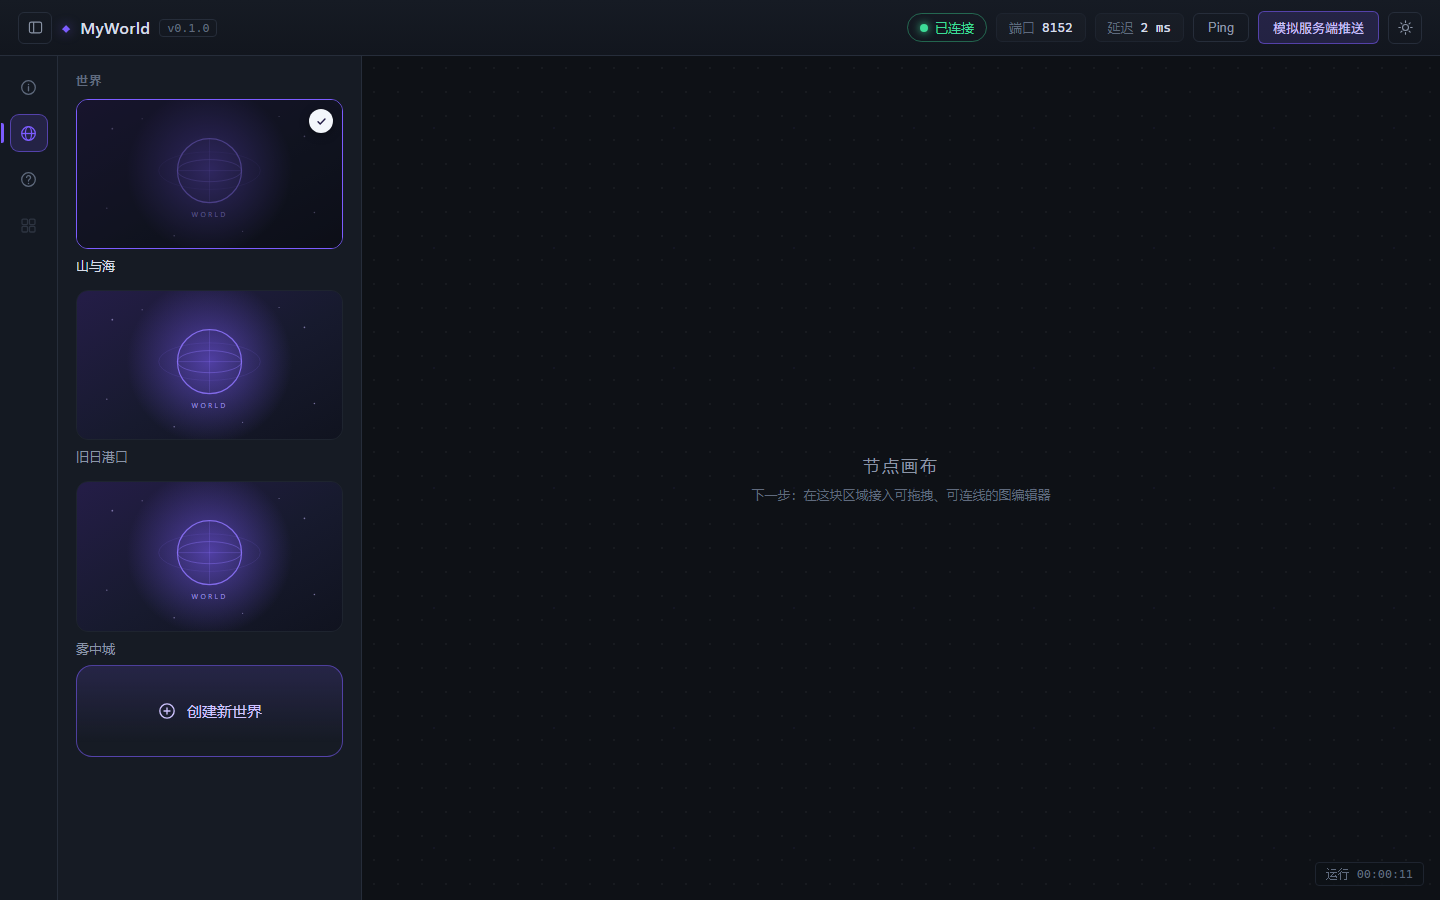 MyWorld v0.1.0
已连接 端口 8152 延迟 2 ms Ping 模拟服务端推送
世界
WORLD
山与海
WORLD
旧日港口
WORLD
雾中城
创建新世界
节点画布
下一步：在这块区域接入可拖拽、可连线的图编辑器
运行 00:00:11